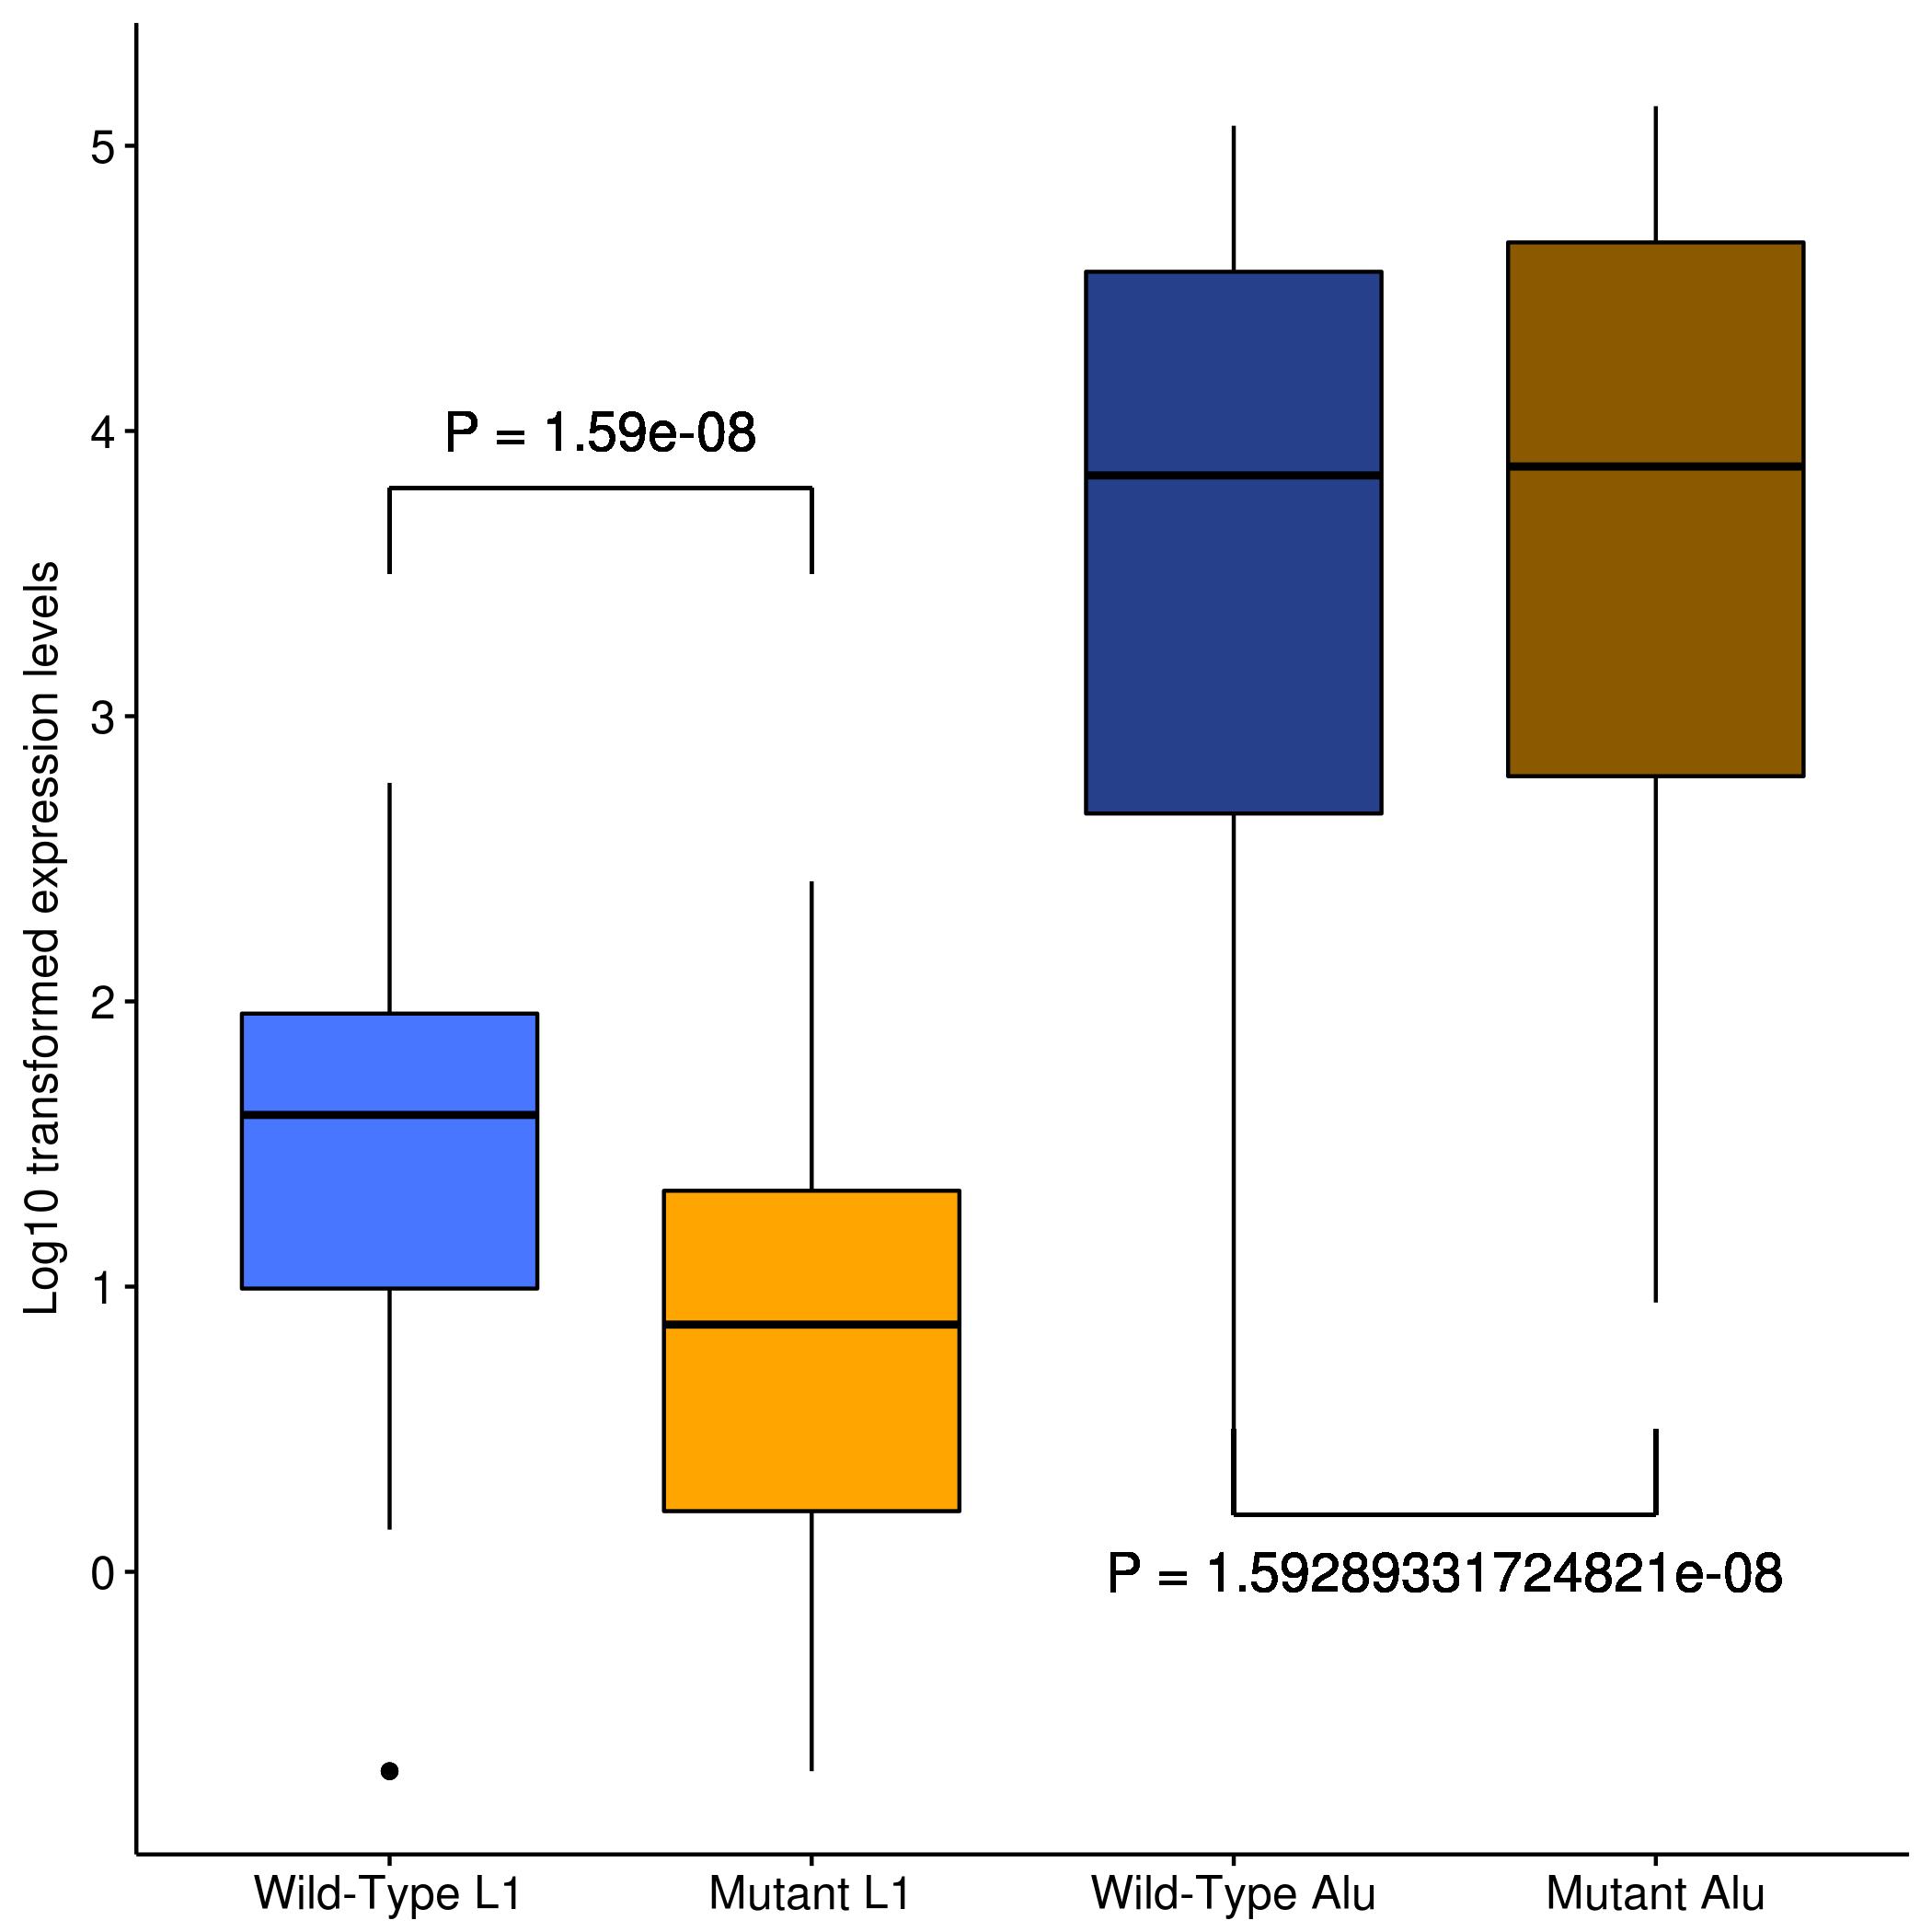 Log10 transformed expression levels
5
4
3
2
1
0
P = 1.59e-08
P = 1.59289331724821e-08
Wild-Type L1
Mutant L1
Wild-Type Alu
Mutant Alu